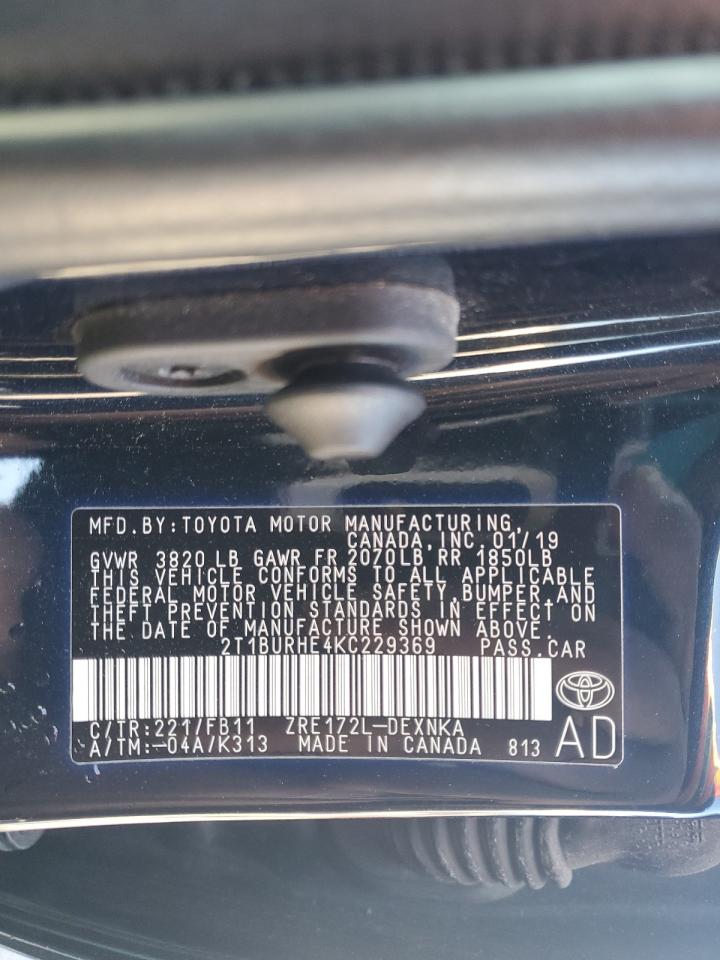 MFD.BY:TOYOTA MOTOR MANUFACTURING,
CANADA,INC. 01/19
GVWR 3820 LB GAWR FR 2070LB,RR 1850LB
THIS VEHICLE CONFORMS TO ALL APPLICABLE
FEDERAL MOTOR VEHICLE SAFETY,BUMPER,AND
THEFT PREVENTION STANDARDS IN EFFECT ON
THE DATE OF MANUFACTURE SHOWN ABOVE.
2T1BURHE4KC229369 PASS.CAR
C/TR:221/FB11 ZRE172L-DEXNKA
A/TM:-04A/K313 MADE IN CANADA 813
AD